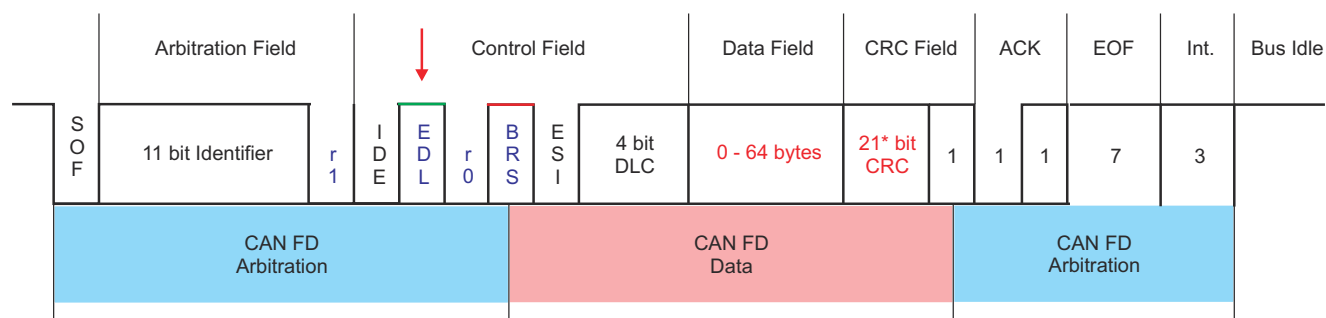 Arbitration Field
Control Field
Data Field
CRC Field
ACK
EOF
Int.
Bus Idle
S
O
F
11 bit Identifier
r
1
I
D
E
E
D
L
r
0
B
R
S
E
S
I
4 bit
DLC
0 - 64 bytes
21* bit
CRC
1
1
1
7
3
CAN FD
Arbitration
CAN FD
Data
CAN FD
Arbitration